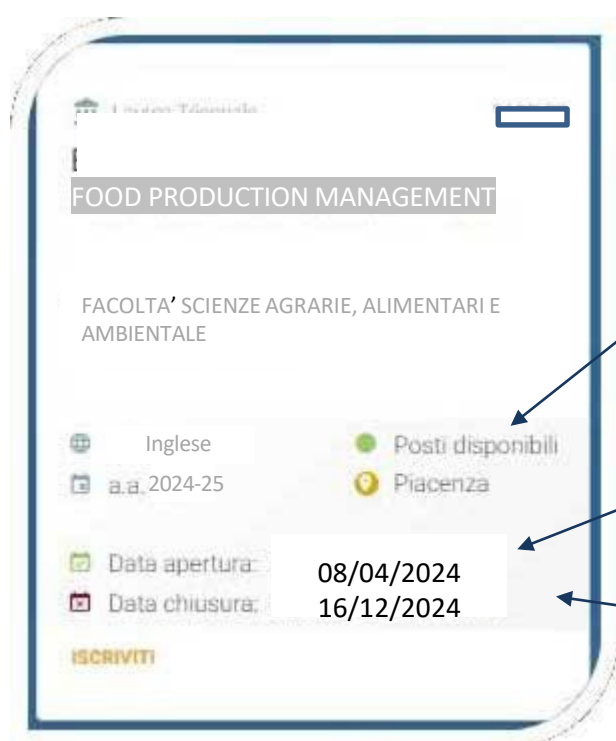 FOOD PRODUCTION MANAGEMENT
FACOLTA' SCIENZE AGRARIE, ALIMENTARI E
AMBIENTALE
Inglese
Posti disponibili
a.a. 2024-25
Piacenza
Data apertura: 08/04/2024
Data chiusura: 16/12/2024
ISCRIVITI